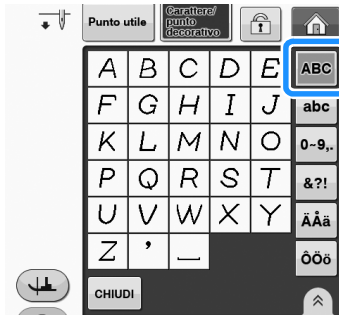 Punto utile
Carattere/
punto
decorativo
A B C D E ABC
F G H I J abc
K L M N O 0~9,.
P Q R S T &?!
U V W X Y ÄÅä
Z ’ _ ÔÖö
CHIUDI